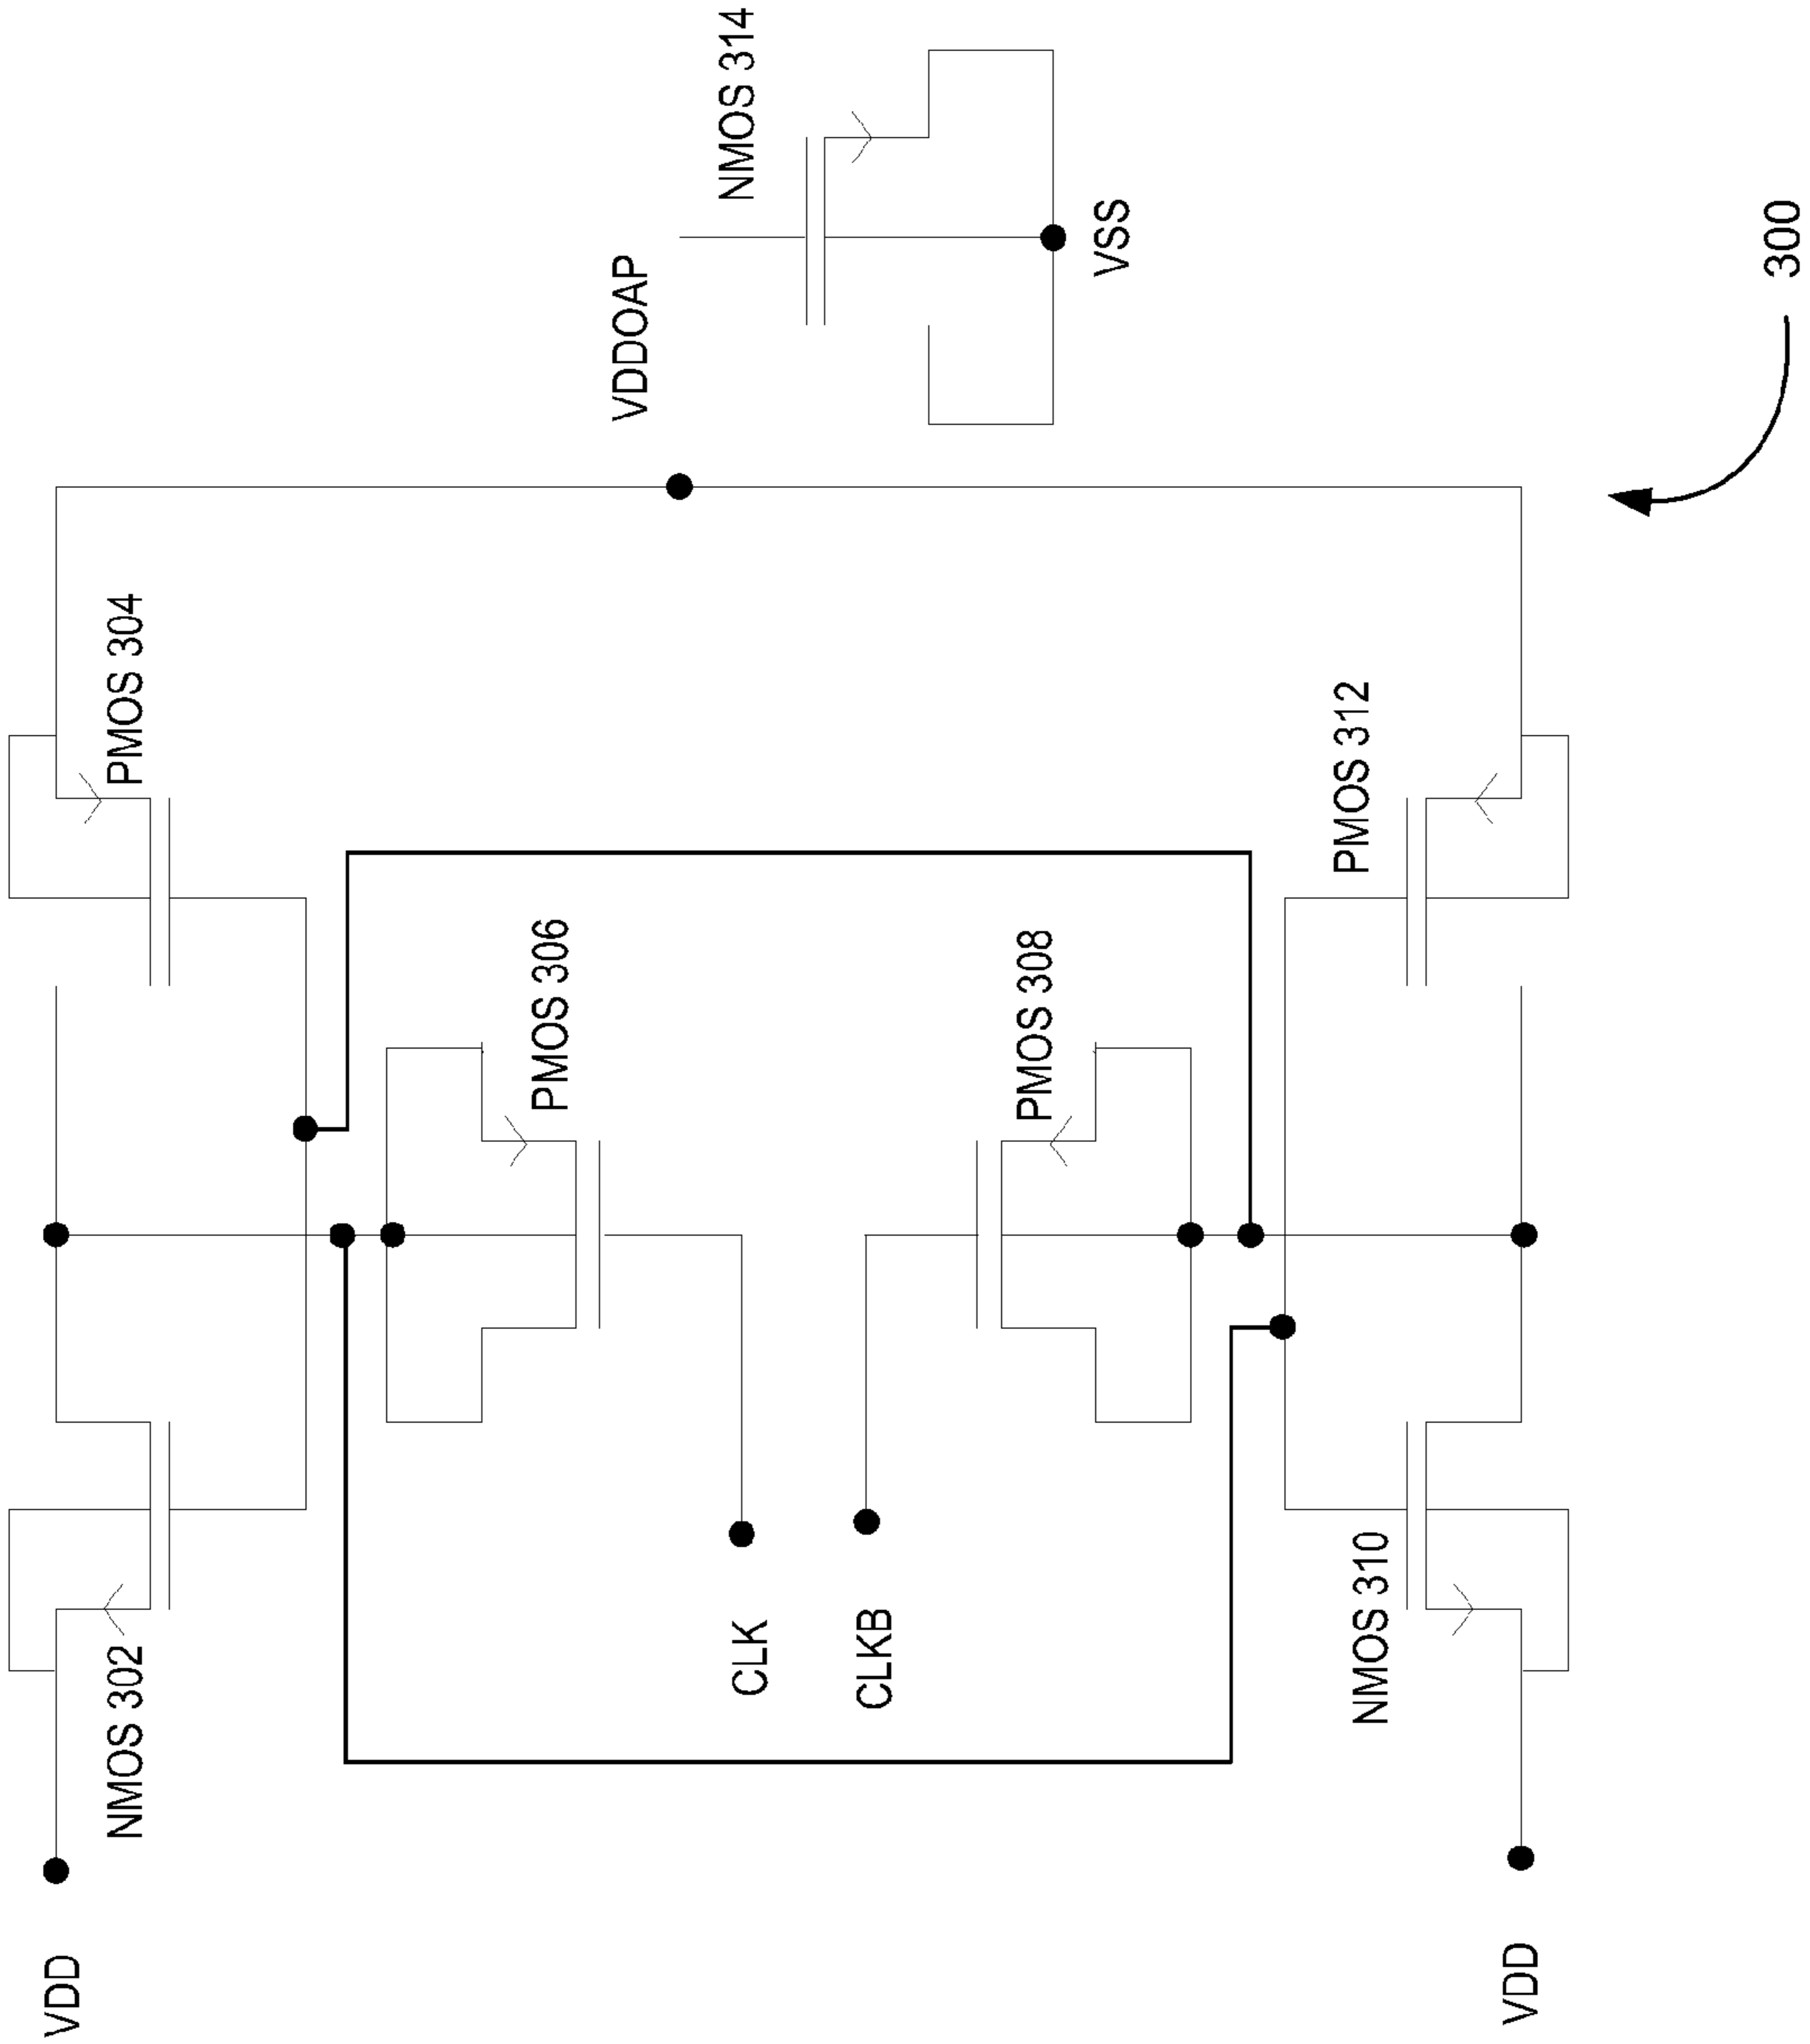 VDD
NMOS 302
PMOS 304
VDDOAP
NMOS 314
PMOS 306
CLK
CLKB
PMOS 308
VSS
NMOS 310
PMOS 312
VDD
300